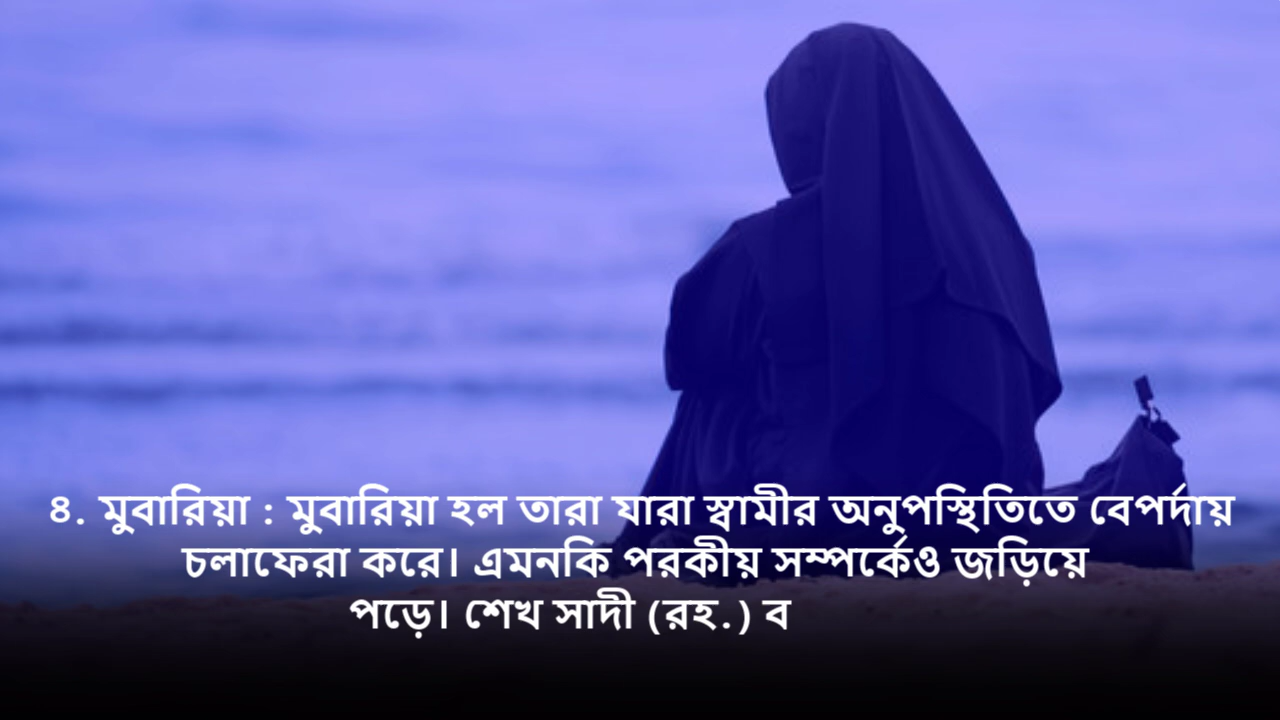 ৪. মুবারিয়া : মুবারিয়া হল তারা যারা স্বামীর অনুপস্থিতিতে বেপর্দায়
চলাফেরা করে। এমনকি পরকীয় সম্পর্কেও জড়িয়ে
পড়ে। শেখ সাদী (রহ.) ব